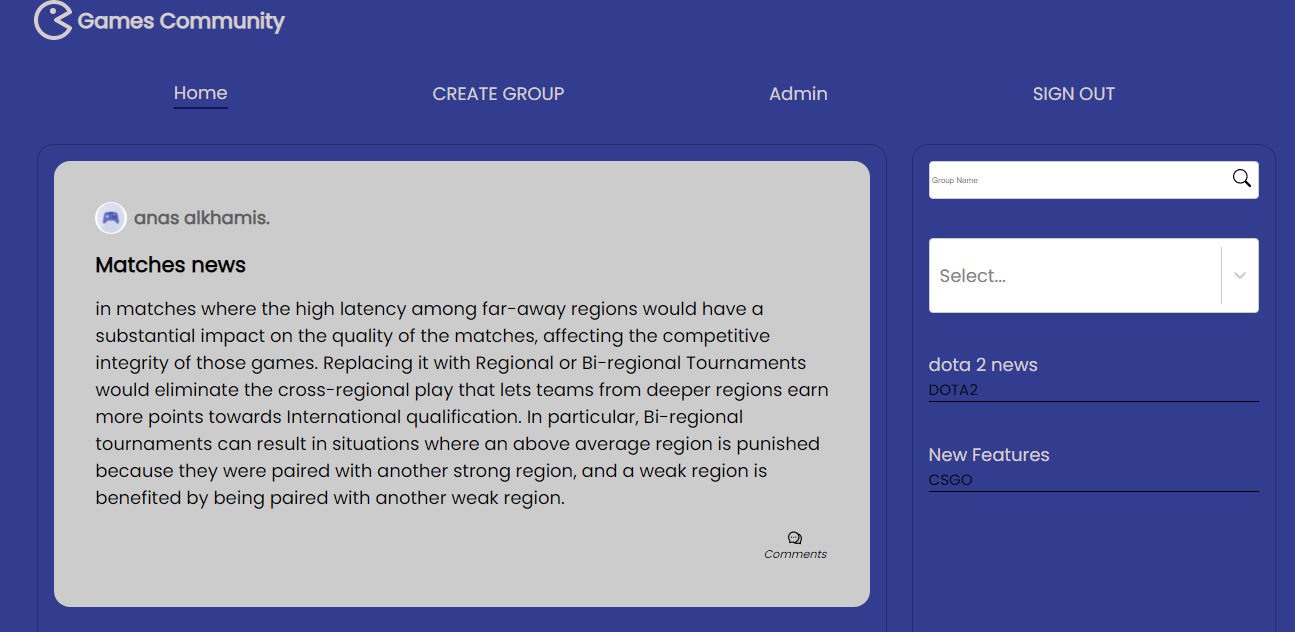 Games Community
Home
CREATE GROUP
Admin
SIGN OUT
anas alkhamis.
Matches news
in matches where the high latency among far-away regions would have a
substantial impact on the quality of the matches, affecting the competitive
integrity of those games. Replacing it with Regional or Bi-regional Tournaments
would eliminate the cross-regional play that lets teams from deeper regions earn
more points towards International qualification. In particular, Bi-regional
tournaments can result in situations where an above average region is punished
because they were paired with another strong region, and a weak region is
benefited by being paired with another weak region.
Comments
Group Name
Select...
dota 2 news
DOTA2
New Features
CSGO